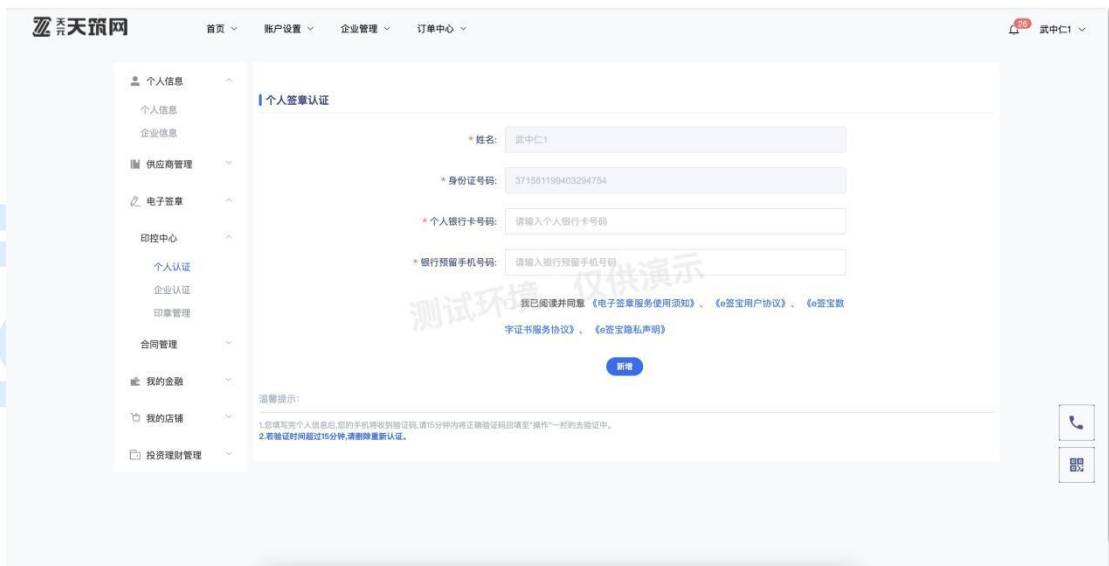 天元 天筑网
首页 账户设置 企业管理 订单中心 26 武中仁1
个人信息
个人信息
企业信息
供应商管理
电子签章
印控中心
个人认证
企业认证
印章管理
合同管理
我的金融
我的店铺
投资理财管理
个人签章认证
* 姓名: 武中仁1
* 身份证号码: 371581199403294754
* 个人银行卡号码: 请输入个人银行卡号码
* 银行预留手机号码: 请输入银行预留手机号码
测试环境，仅供演示
我已阅读并同意 《电子签章服务使用须知》、 《e签宝用户协议》、 《e签宝数
字证书服务协议》、 《e签宝隐私声明》
新增
温馨提示:
1.您填写完个人信息后,您的手机将收到验证码,请15分钟内将正确验证码回填至"操作"一栏的去验证中。
2.若验证时间超过15分钟,请删除重新认证。